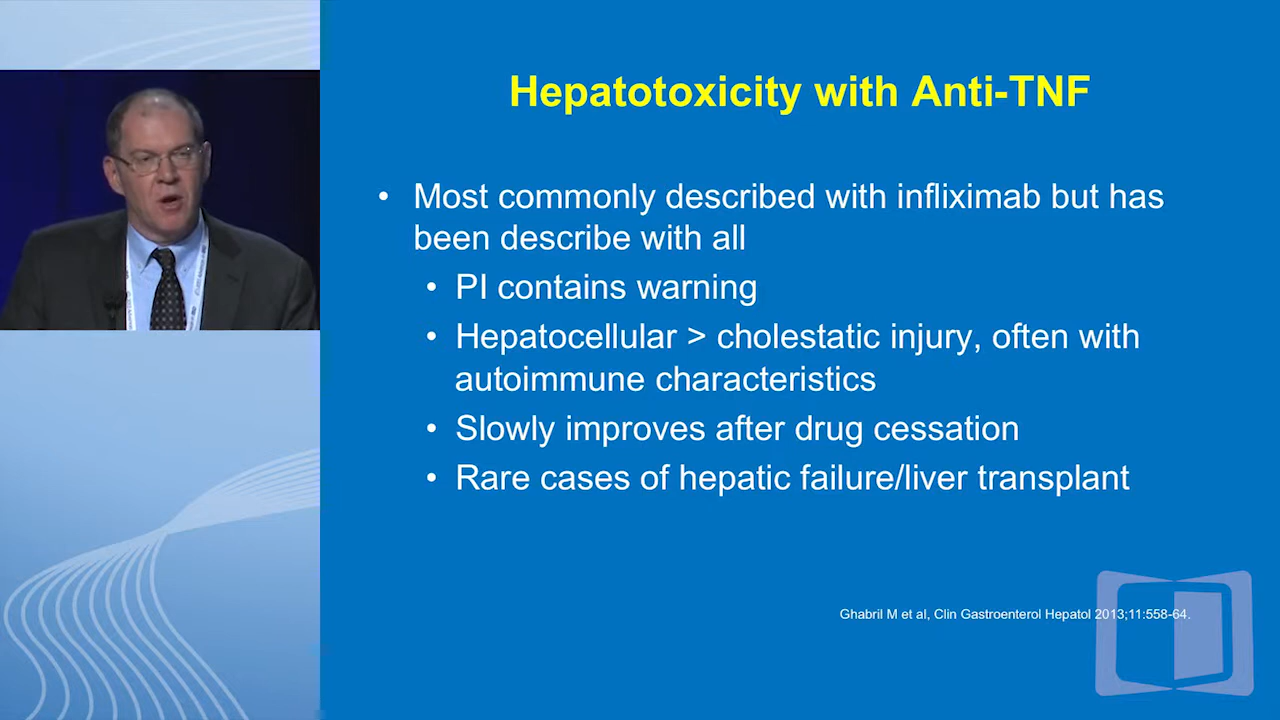 Hepatotoxicity with Anti-TNF
• Most commonly described with infliximab but has
been describe with all
• PI contains warning
• Hepatocellular > cholestatic injury, often with
autoimmune characteristics
• Slowly improves after drug cessation
• Rare cases of hepatic failure/liver transplant
Ghabril M et al, Clin Gastroenterol Hepatol 2013;11:558-64.